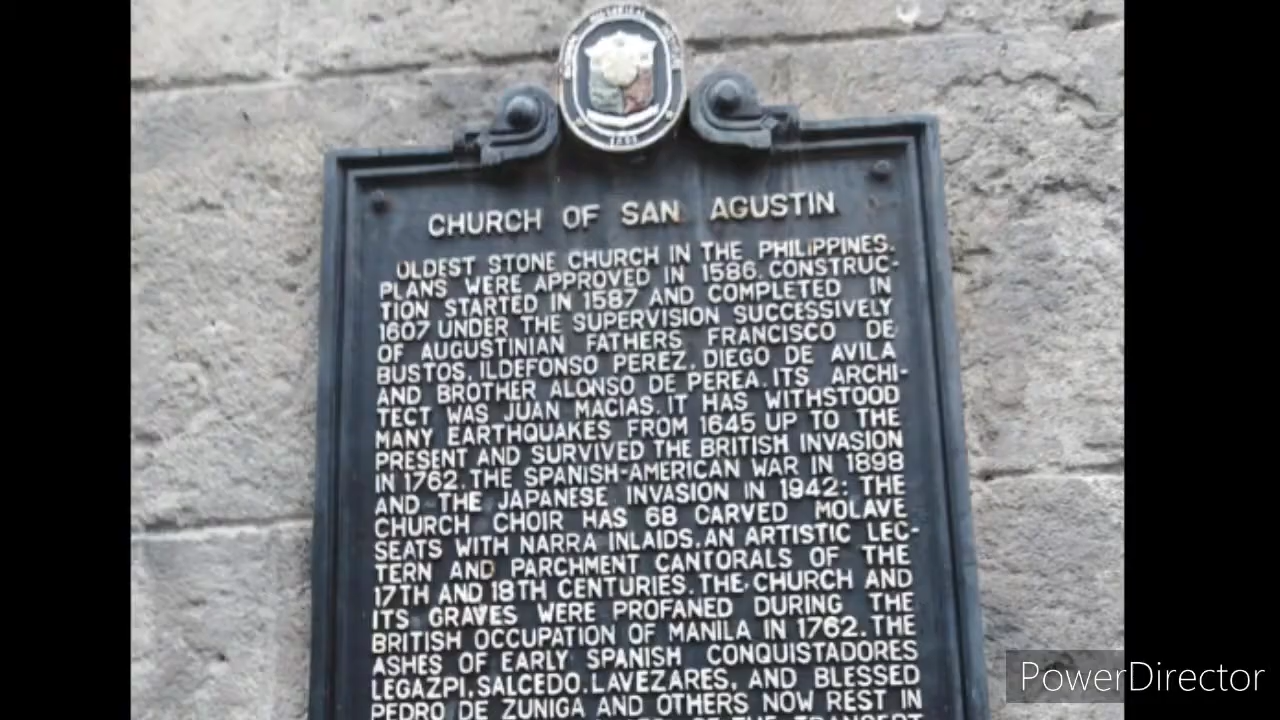 CHURCH OF SAN AGUSTIN
OLDEST STONE CHURCH IN THE PHILIPPINES.
PLANS WERE APPROVED IN 1586. CONSTRUC-
TION STARTED IN 1587 AND COMPLETED IN
1607 UNDER THE SUPERVISION SUCCESSIVELY
OF AUGUSTINIAN FATHERS FRANCISCO DE
BUSTOS, ILDEFONSO PEREZ, DIEGO DE AVILA
AND BROTHER ALONSO DE PEREA. ITS ARCHI-
TECT WAS JUAN MACIAS. IT HAS WITHSTOOD
MANY EARTHQUAKES FROM 1645 UP TO THE
PRESENT AND SURVIVED THE BRITISH INVASION
IN 1762, THE SPANISH-AMERICAN WAR IN 1898
AND THE JAPANESE INVASION IN 1942: THE
CHURCH CHOIR HAS 68 CARVED MOLAVE
SEATS WITH NARRA INLAIDS, AN ARTISTIC LEC-
TERN AND PARCHMENT CANTORALS OF THE
17TH AND 18TH CENTURIES. THE CHURCH AND
ITS GRAVES WERE PROFANED DURING THE
BRITISH OCCUPATION OF MANILA IN 1762. THE
ASHES OF EARLY SPANISH CONQUISTADORES
LEGAZPI, SALCEDO, LAVEZARES, AND BLESSED
PEDRO DE ZUNIGA AND OTHERS NOW REST IN
OF THE TRANSEPT
PowerDirector